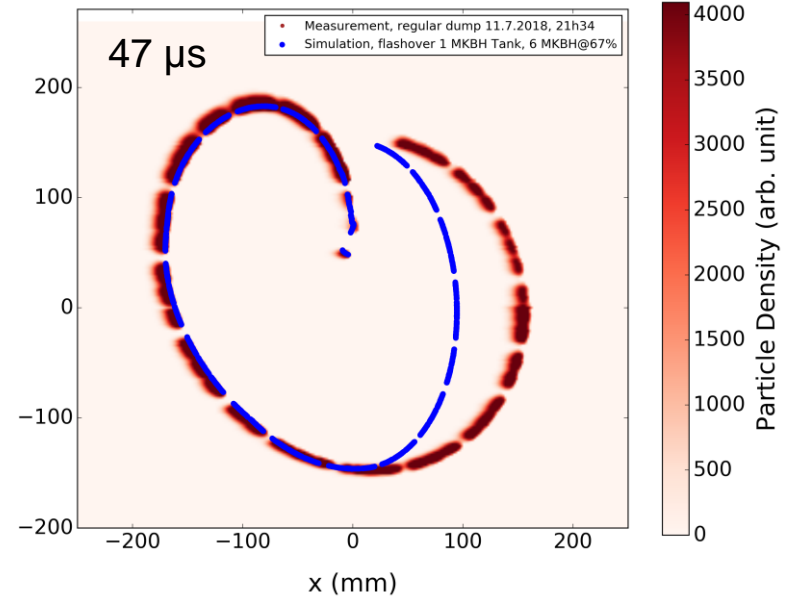 47 μs
Measurement, regular dump 11.7.2018, 21h34
Simulation, flashover 1 MKBH Tank, 6 MKBH@67%
200
100
0
−100
−200
−200 −100 0 100 200
x (mm)
4000
3500
3000
2500
2000
1500
1000
500
0
Particle Density (arb. unit)